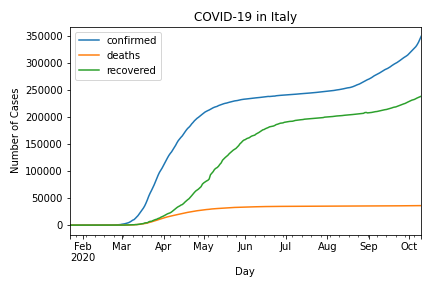 COVID-19 in Italy
confirmed
deaths
recovered
350000
300000
250000
200000
150000
100000
50000
0
Number of Cases
Feb Mar Apr May Jun Jul Aug Sep Oct
2020
Day